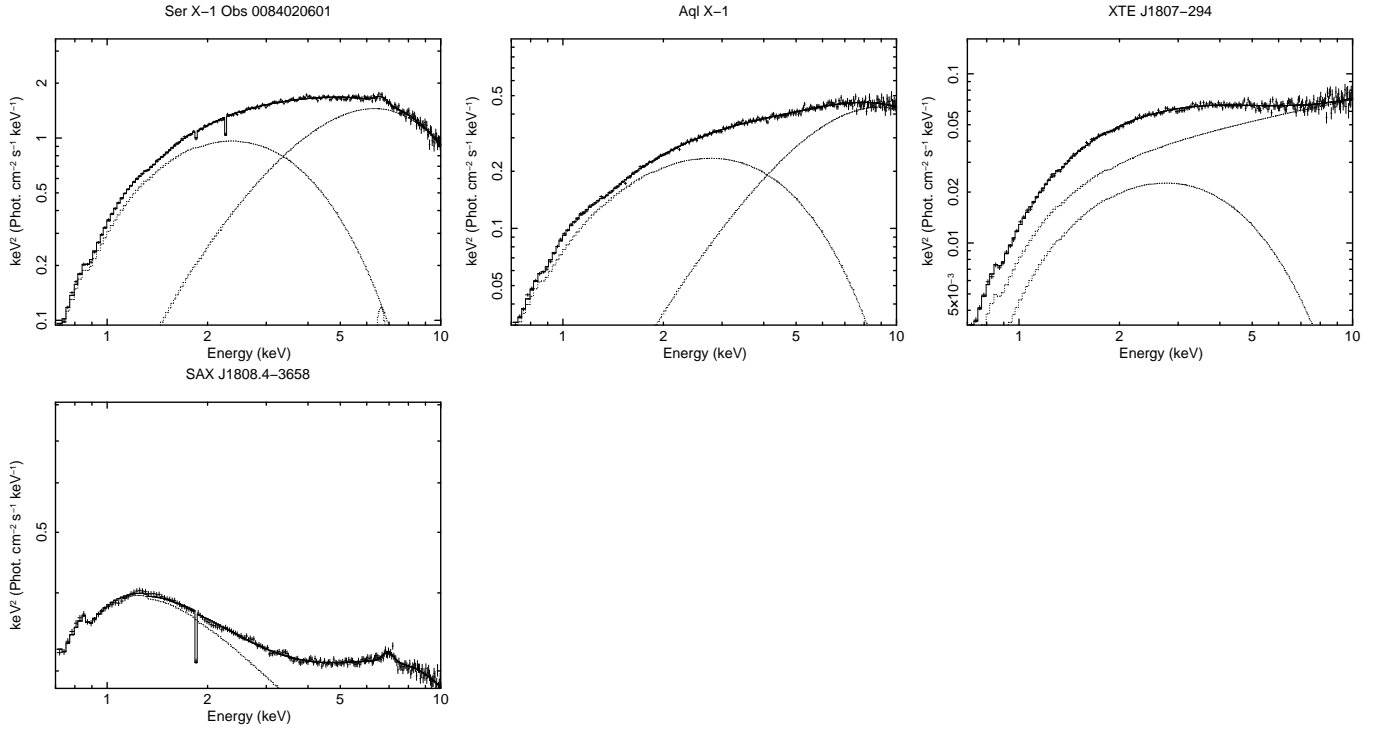 Ser X−1 Obs 0084020601
keV² (Phot. cm⁻² s⁻¹ keV⁻¹)
2
1
0.5
0.2
0.1
1 2 5 10
Energy (keV)
Aql X−1
keV² (Phot. cm⁻² s⁻¹ keV⁻¹)
0.5
0.2
0.1
0.05
1 2 5 10
Energy (keV)
XTE J1807−294
keV² (Phot. cm⁻² s⁻¹ keV⁻¹)
0.1
0.05
0.02
0.01
5×10⁻³
1 2 5 10
Energy (keV)
SAX J1808.4−3658
keV² (Phot. cm⁻² s⁻¹ keV⁻¹)
0.5
1 2 5 10
Energy (keV)